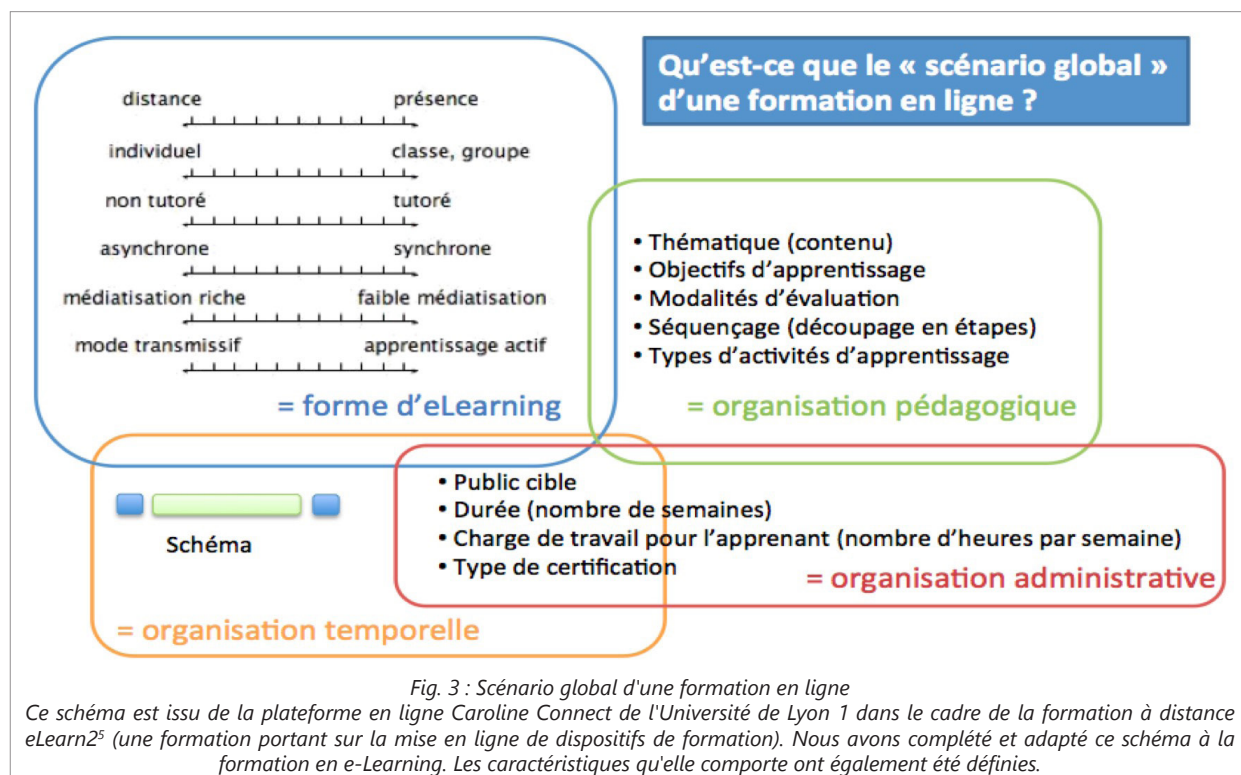 Qu'est-ce que le « scénario global »
d'une formation en ligne ?
distance présence
individuel classe, groupe
non tutoré tutoré
asynchrone synchrone
médiatisation riche faible médiatisation
mode transmissif apprentissage actif
= forme d'eLearning
• Thématique (contenu)
• Objectifs d'apprentissage
• Modalités d'évaluation
• Séquençage (découpage en étapes)
• Types d'activités d'apprentissage
= organisation pédagogique
Schéma
= organisation temporelle
• Public cible
• Durée (nombre de semaines)
• Charge de travail pour l'apprenant (nombre d'heures par semaine)
• Type de certification
= organisation administrative
Fig. 3 : Scénario global d'une formation en ligne
Ce schéma est issu de la plateforme en ligne Caroline Connect de l'Université de Lyon 1 dans le cadre de la formation à distance
eLearn2⁵ (une formation portant sur la mise en ligne de dispositifs de formation). Nous avons complété et adapté ce schéma à la
formation en e-Learning. Les caractéristiques qu'elle comporte ont également été définies.